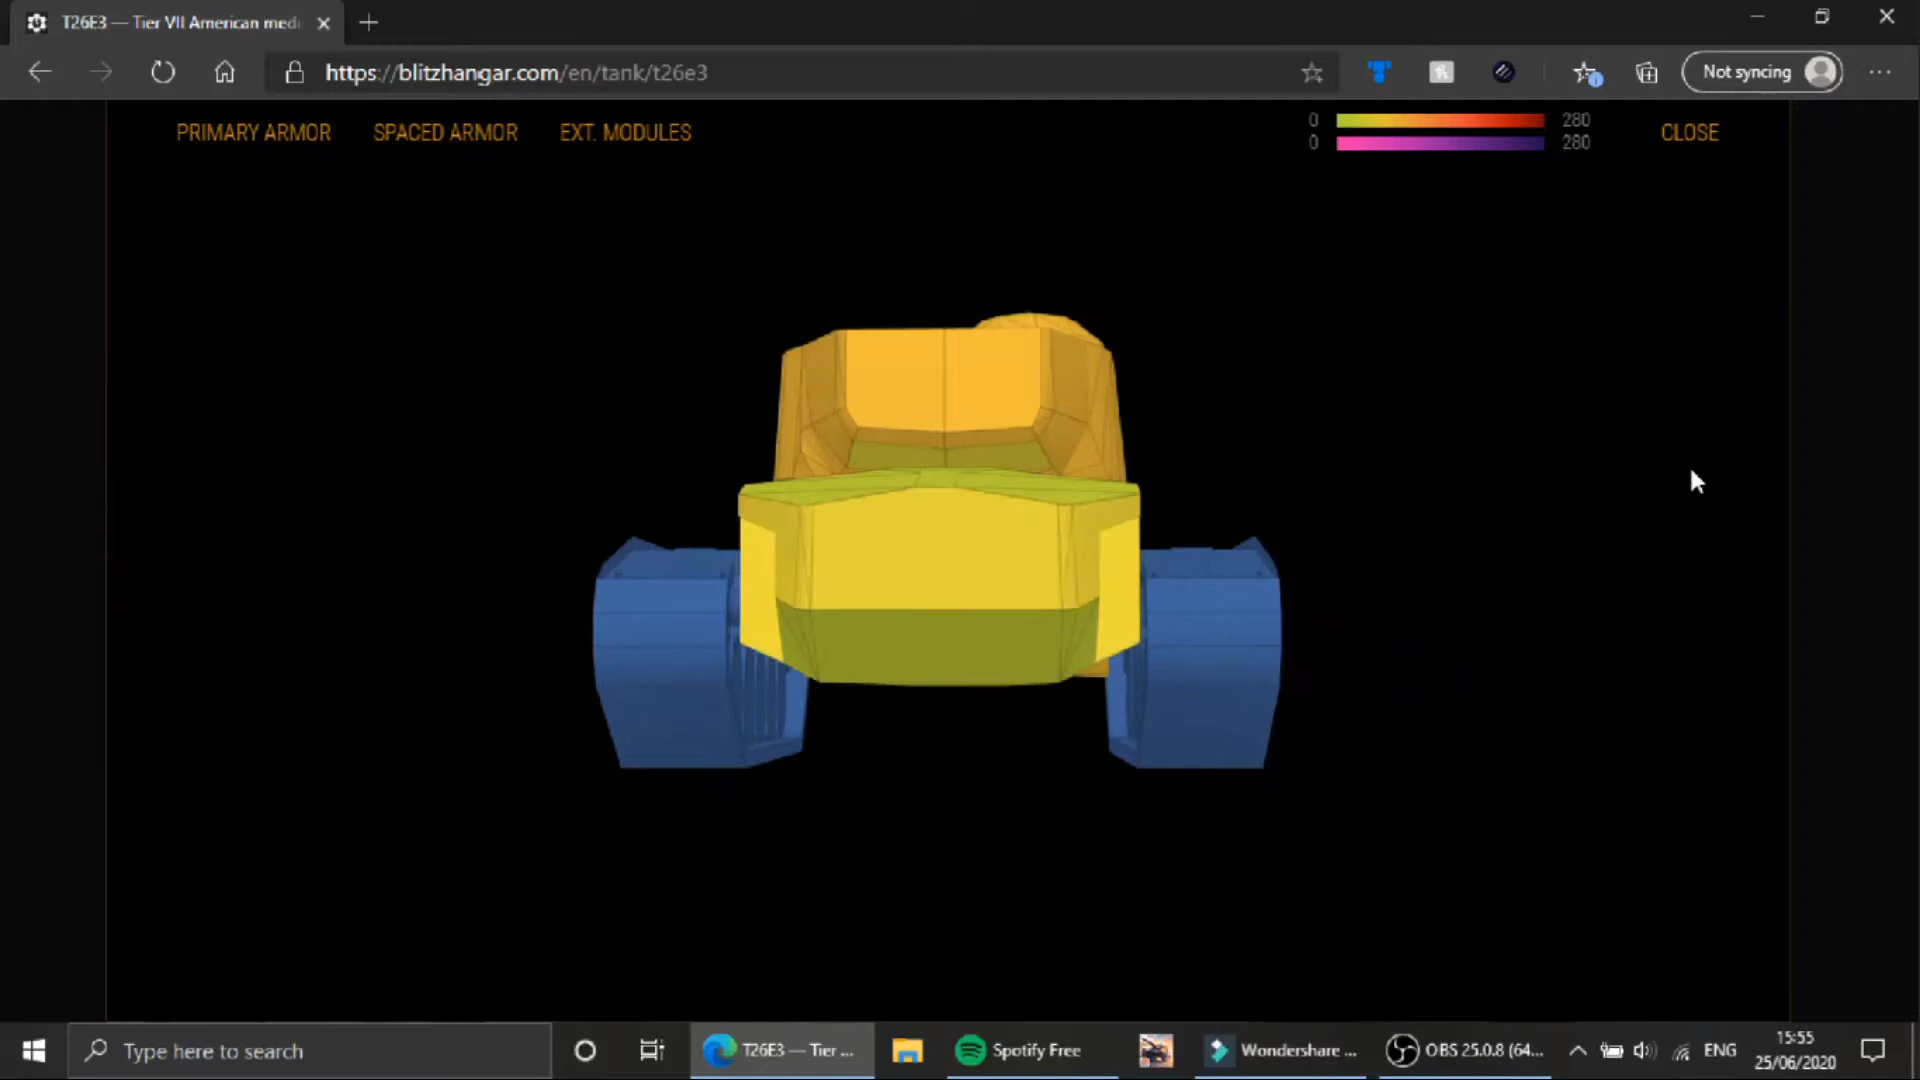 T26E3 — Tier VII American med
https://blitzhangar.com/en/tank/t26e3
Not syncing
PRIMARY ARMOR
SPACED ARMOR
EXT. MODULES
0
280
0
280
CLOSE
Type here to search
T26E3 — Tier ...
Spotify Free
Wondershare ...
OBS 25.0.8 (64...
ENG
15:55
25/06/2020